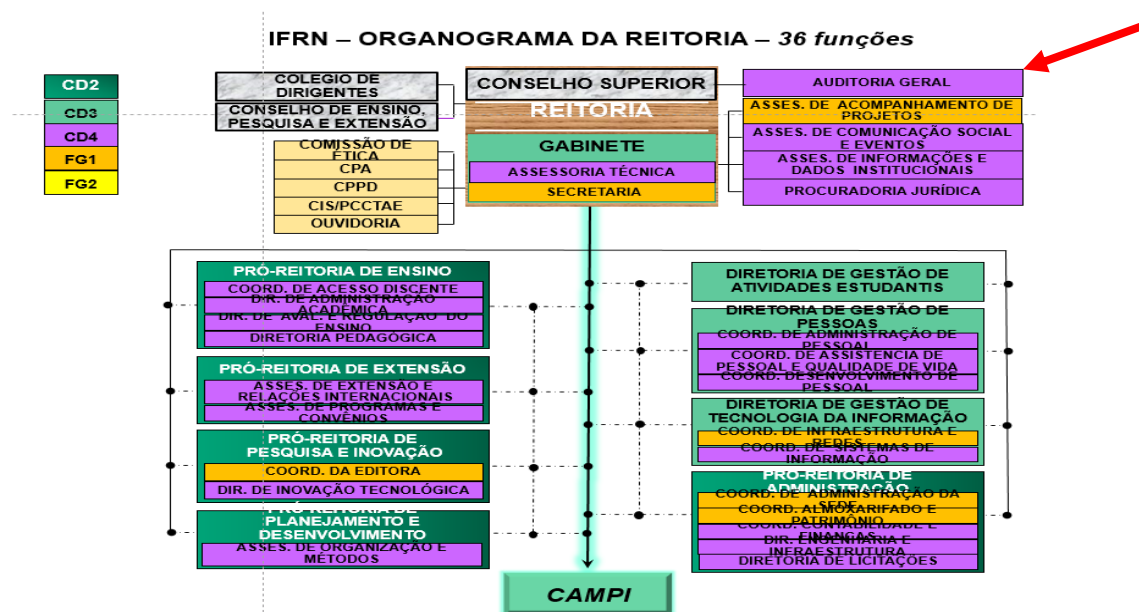 IFRN – ORGANOGRAMA DA REITORIA – 36 funções
CD2
CD3
CD4
FG1
FG2
COLEGIO DE
DIRIGENTES
CONSELHO DE ENSINO,
PESQUISA E EXTENSÃO
CONSELHO SUPERIOR
REITORIA
GABINETE
ASSESSORIA TÉCNICA
SECRETARIA
AUDITORIA GERAL
ASSES. DE ACOMPANHAMENTO DE
PROJETOS
ASSES. DE COMUNICAÇÃO SOCIAL
E EVENTOS
ASSES. DE INFORMAÇÕES E
DADOS INSTITUCIONAIS
PROCURADORIA JURÍDICA
COMISSÃO DE
ÉTICA
CPA
CPPD
CIS/PCCTAE
OUVIDORIA
PRÓ-REITORIA DE ENSINO
COORD. DE ACESSO DISCENTE
DIR. DE ADMINISTRAÇÃO
ACADÊMICA
DIR. DE AVAL. E REGULAÇÃO DO
ENSINO
DIRETORIA PEDAGÓGICA
PRÓ-REITORIA DE EXTENSÃO
ASSES. DE EXTENSÃO E
RELAÇÕES INTERNACIONAIS
ASSES. DE PROGRAMAS E
CONVÊNIOS
PRÓ-REITORIA DE
PESQUISA E INOVAÇÃO
COORD. DA EDITORA
DIR. DE INOVAÇÃO TECNOLÓGICA
PRÓ-REITORIA DE
PLANEJAMENTO E
DESENVOLVIMENTO
ASSES. DE ORGANIZAÇÃO E
MÉTODOS
DIRETORIA DE GESTÃO DE
ATIVIDADES ESTUDANTIS
DIRETORIA DE GESTÃO DE
PESSOAS
COORD. DE ADMINISTRAÇÃO DE
PESSOAL
COORD. DE ASSISTENCIA DE
PESSOAL E QUALIDADE DE VIDA
COORD. DESENVOLVIMENTO DE
PESSOAL
DIRETORIA DE GESTÃO DE
TECNOLOGIA DA INFORMAÇÃO
COORD. DE INFRAESTRUTURA E
REDES
COORD. DE SISTEMAS DE
INFORMAÇÃO
PRÓ-REITORIA DE
ADMINISTRAÇÃO
COORD. DE ADMINISTRAÇÃO DA
SEDE
COORD. ALMOXARIFADO E
PATRIMÔNIO
COORD. CONTABILIDADE E
FINANÇAS
DIR. ENGENHARIA E
INFRAESTRUTURA
DIRETORIA DE LICITAÇÕES
CAMPI